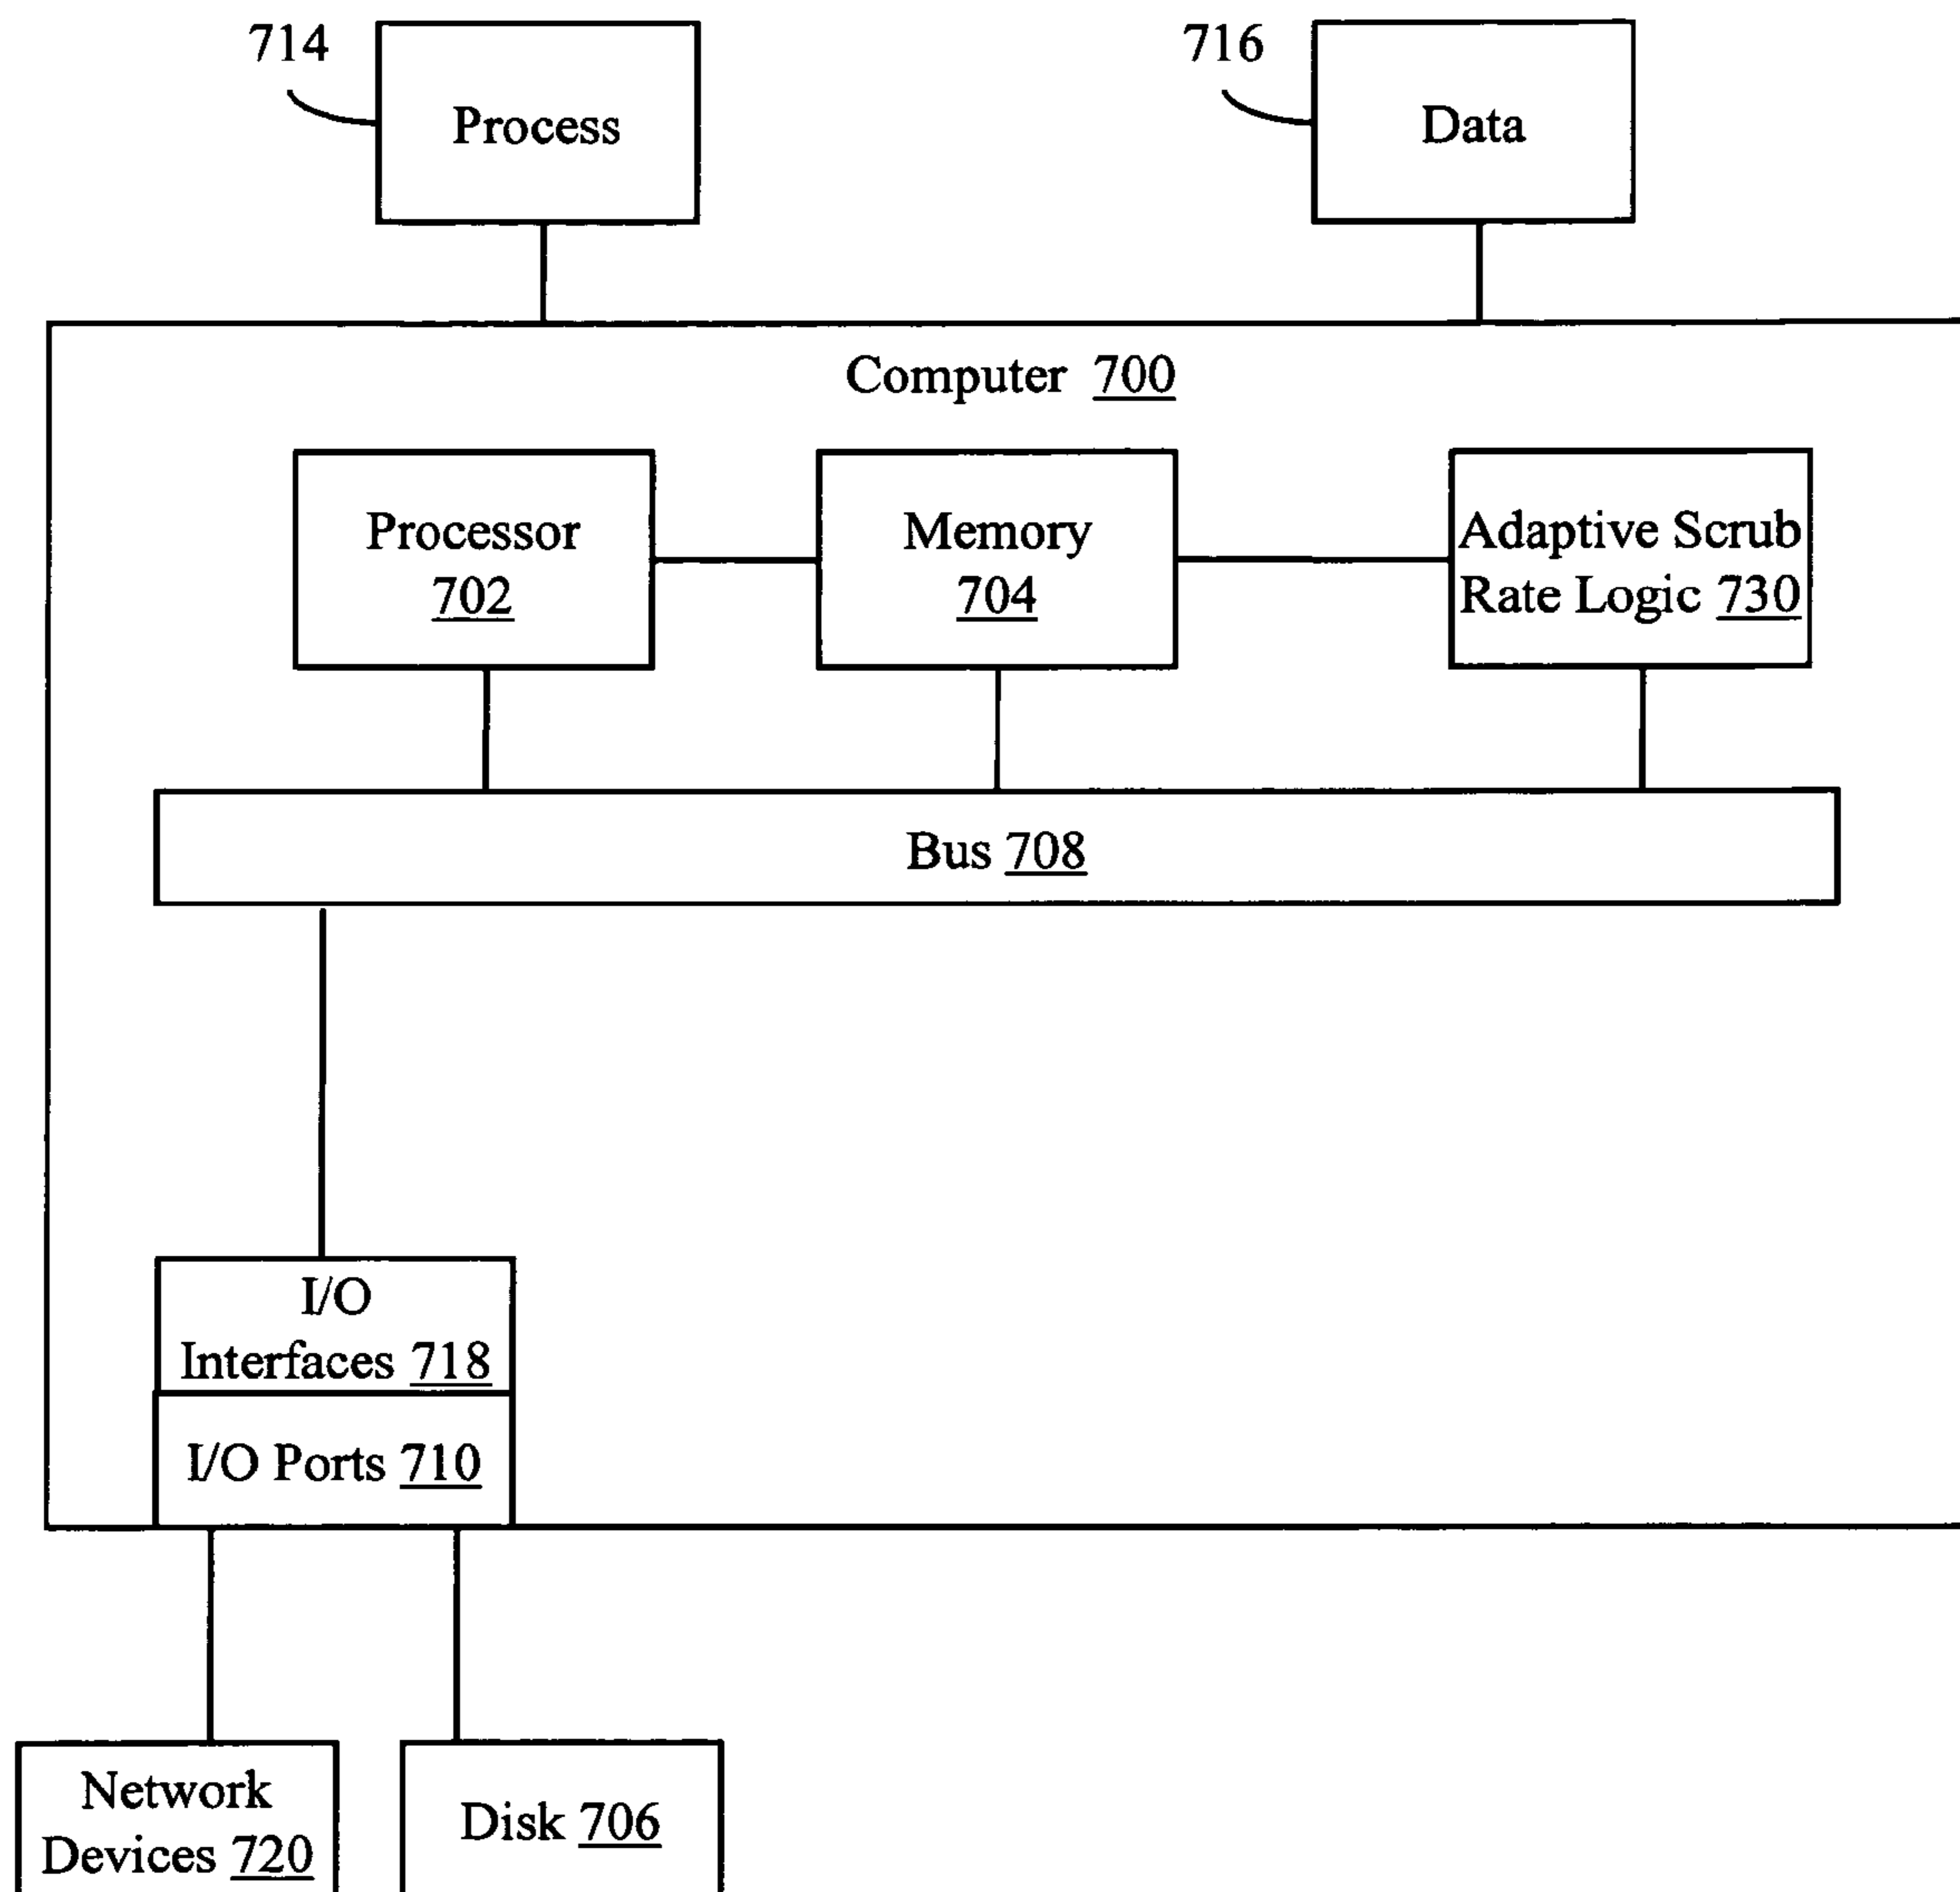 714
Process
716
Data
Computer 700
Processor
702
Memory
704
Adaptive Scrub
Rate Logic 730
Bus 708
I/O
Interfaces 718
I/O Ports 710
Network
Devices 720
Disk 706